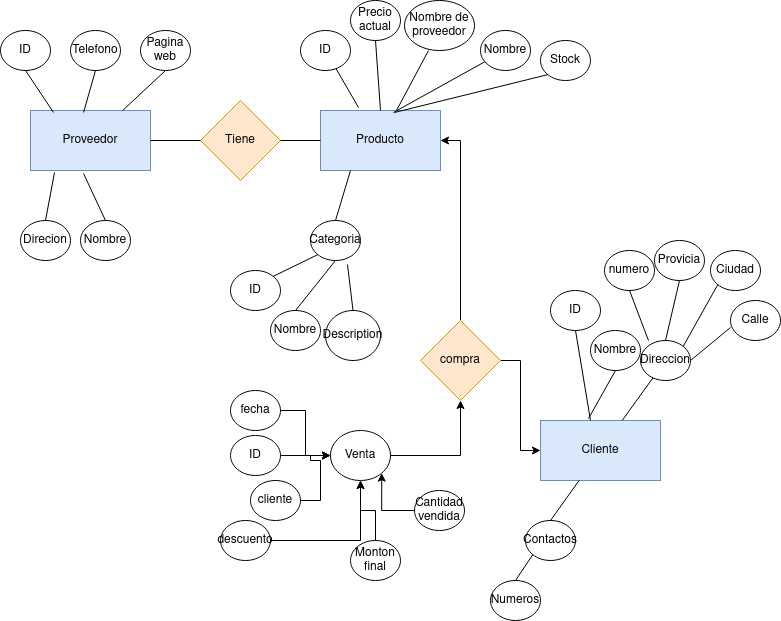 Precio
actual
Nombre de
proveedor
ID
Telefono
Pagina
web
ID
Nombre
Stock
Proveedor
Tiene
Producto
Direcion
Nombre
Categoria
ID
Nombre
Description
Provicia
numero
Ciudad
ID
Calle
Nombre
Direccion
compra
fecha
ID
Venta
Cliente
cliente
Cantidad
vendida
descuento
Monton
final
Contactos
Numeros